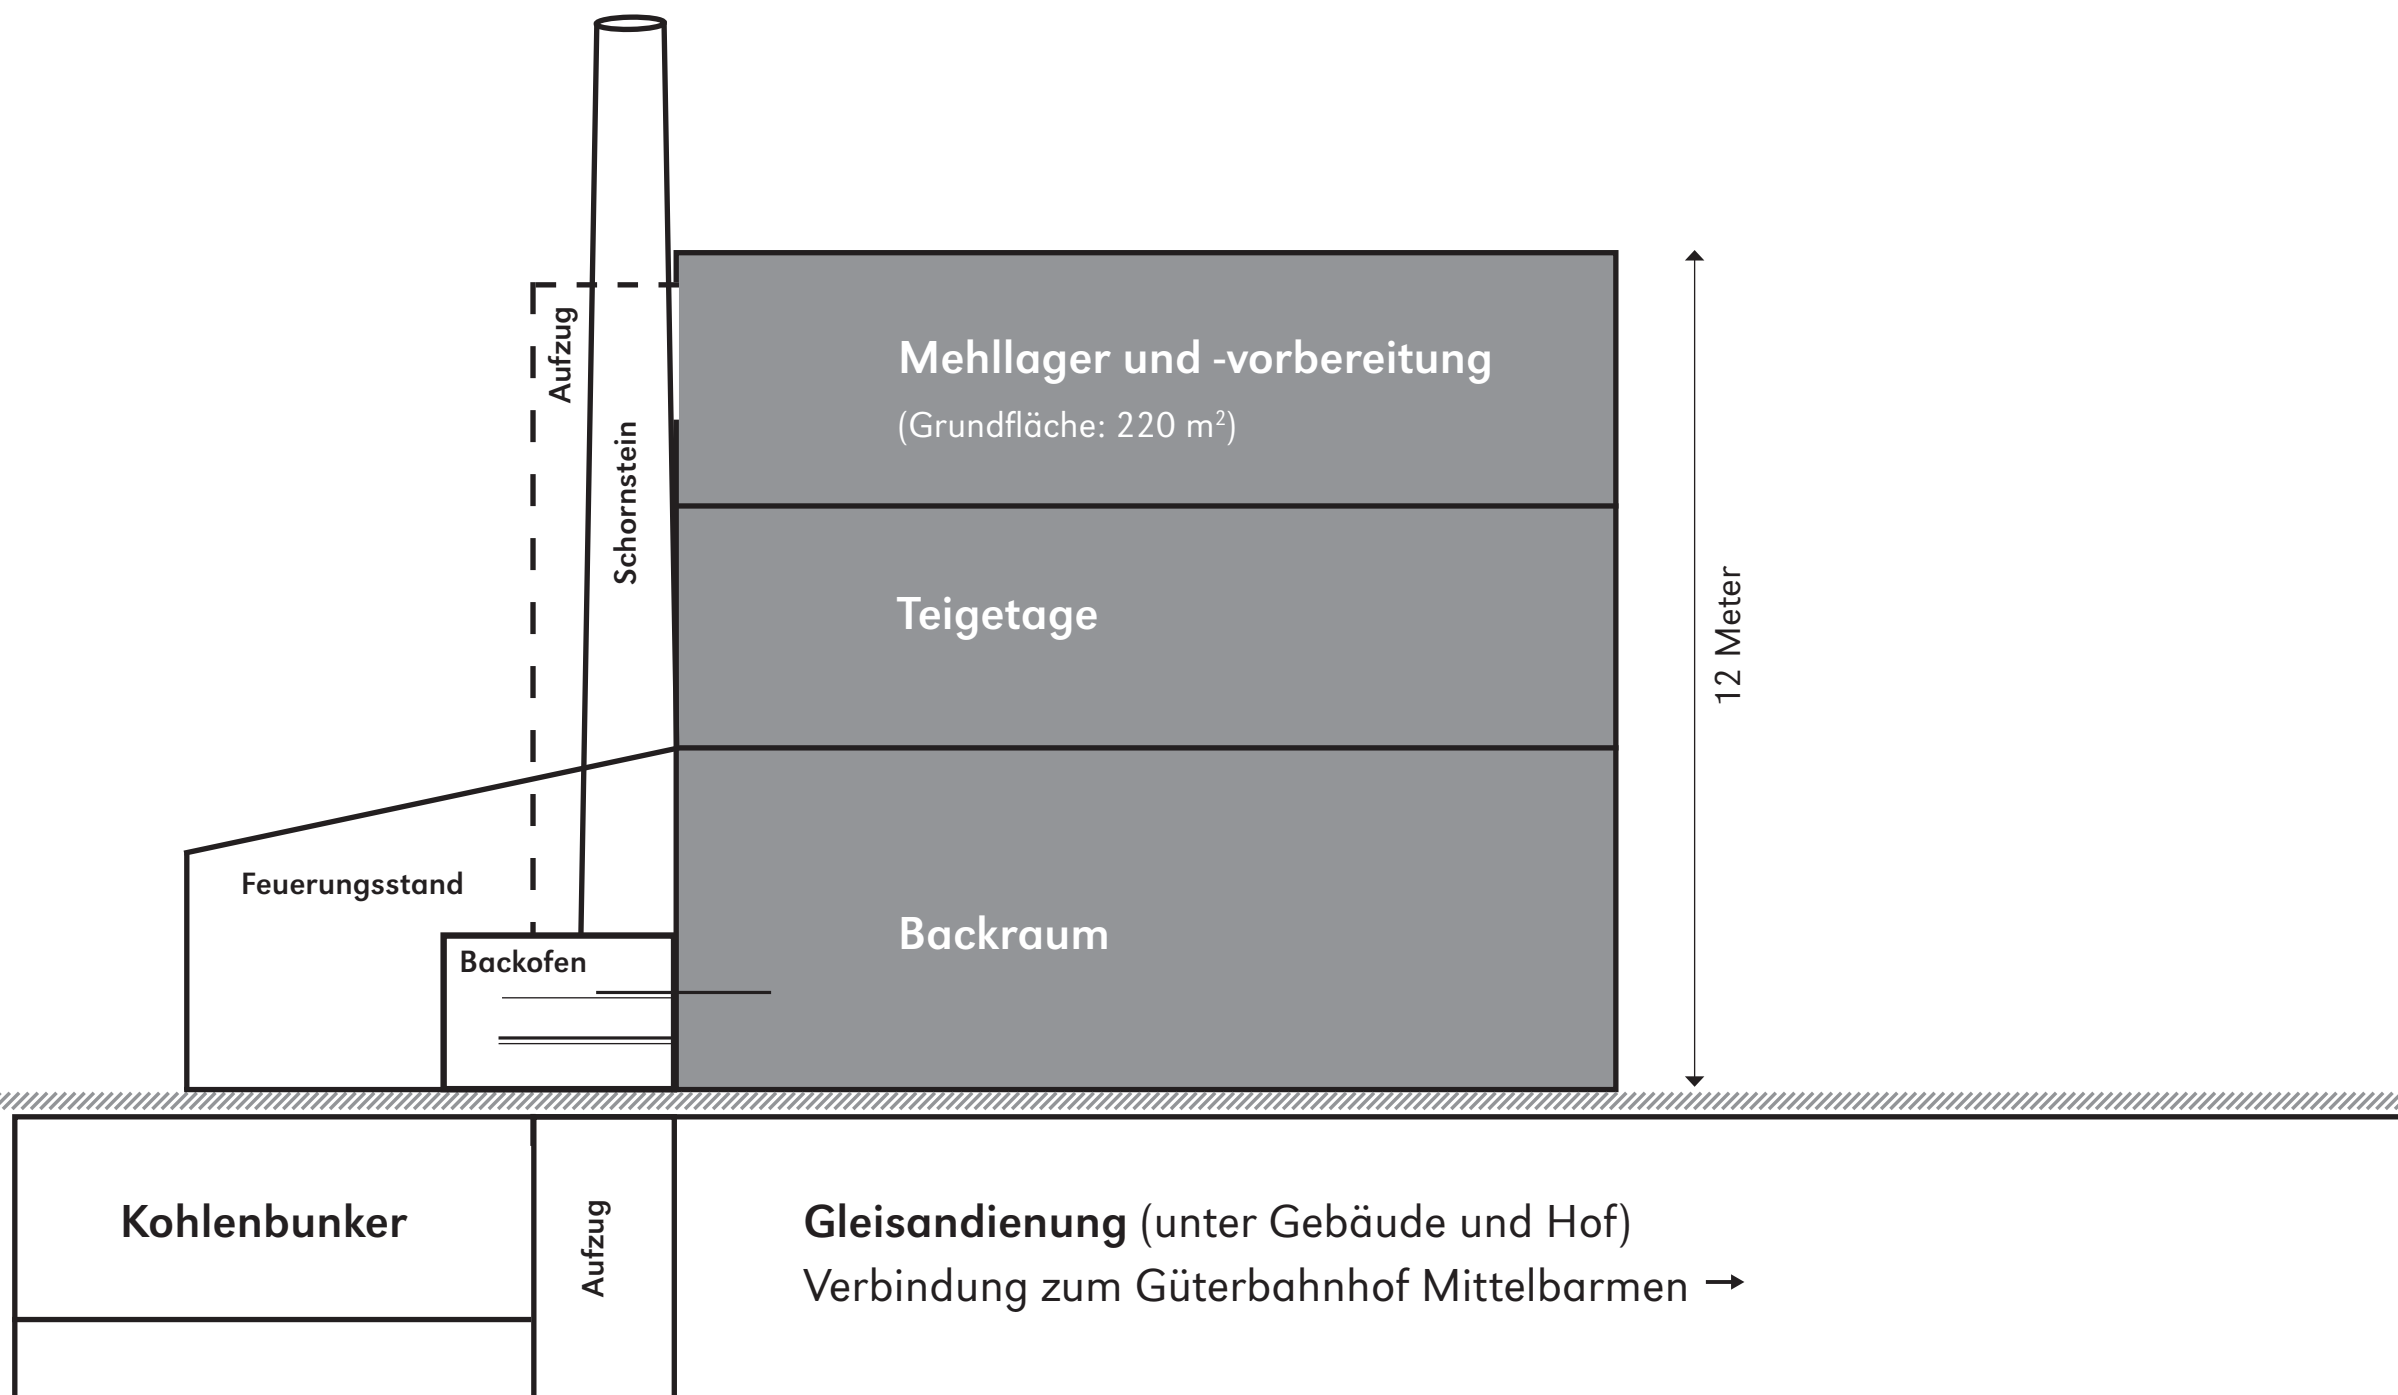 Aufzug
Schornstein
Mehllager und -vorbereitung
(Grundfläche: 220 m²)
Teigetage
12 Meter
Feuerungsstand
Backofen
Backraum
Kohlenbunker
Aufzug
Gleisandienung (unter Gebäude und Hof)
Verbindung zum Güterbahnhof Mittelbarmen →